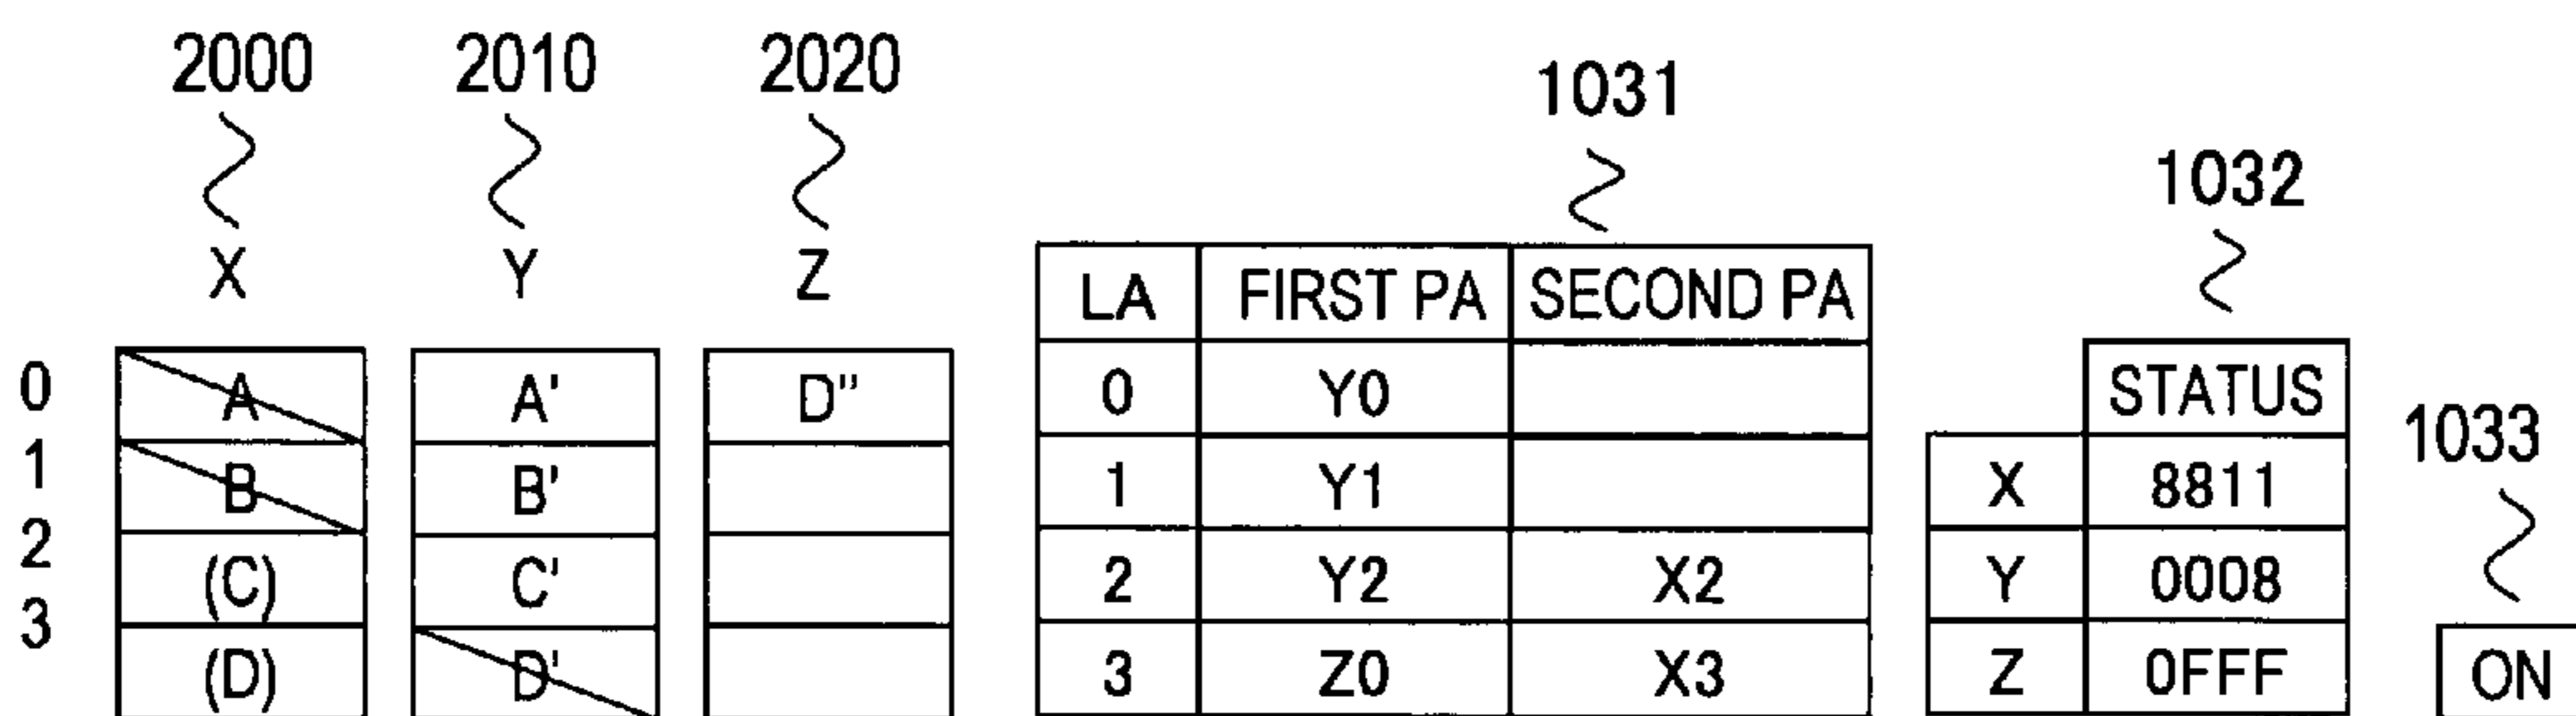 2000 2010 2020 1031
1032
X Y Z
LA FIRST PA SECOND PA
0 A A' D" 0 Y0 STATUS 1033
1 B B' 1 Y1 X 8811
2 (C) C' 2 Y2 X2 Y 0008
3 (D) D' 3 Z0 X3 Z 0FFF ON